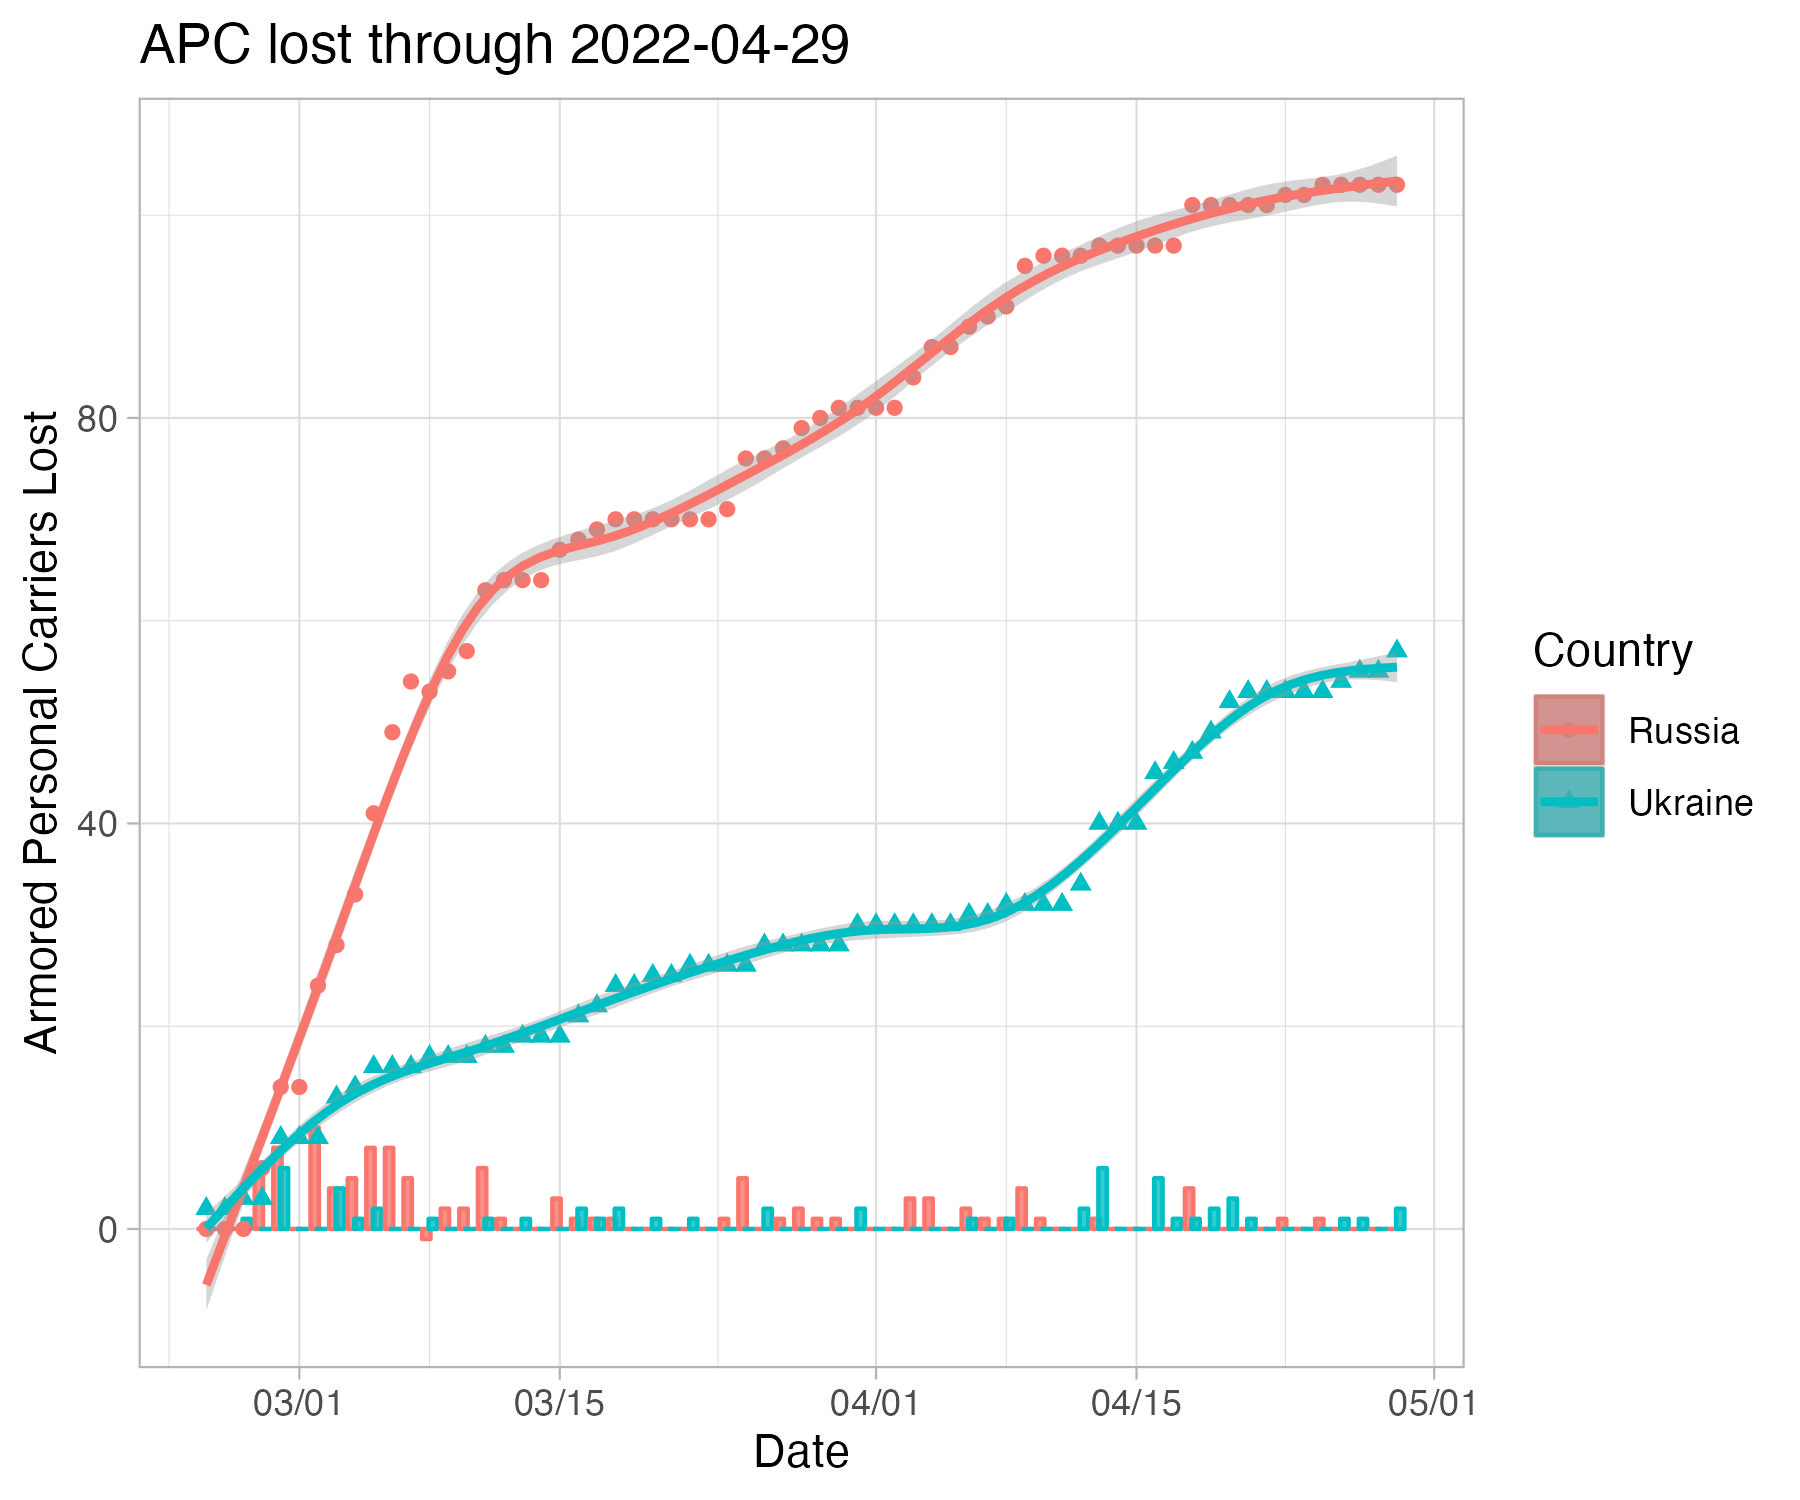 APC lost through 2022-04-29
Armored Personal Carriers Lost
80
40
0
03/01
03/15
04/01
04/15
05/01
Date
Country
Russia
Ukraine